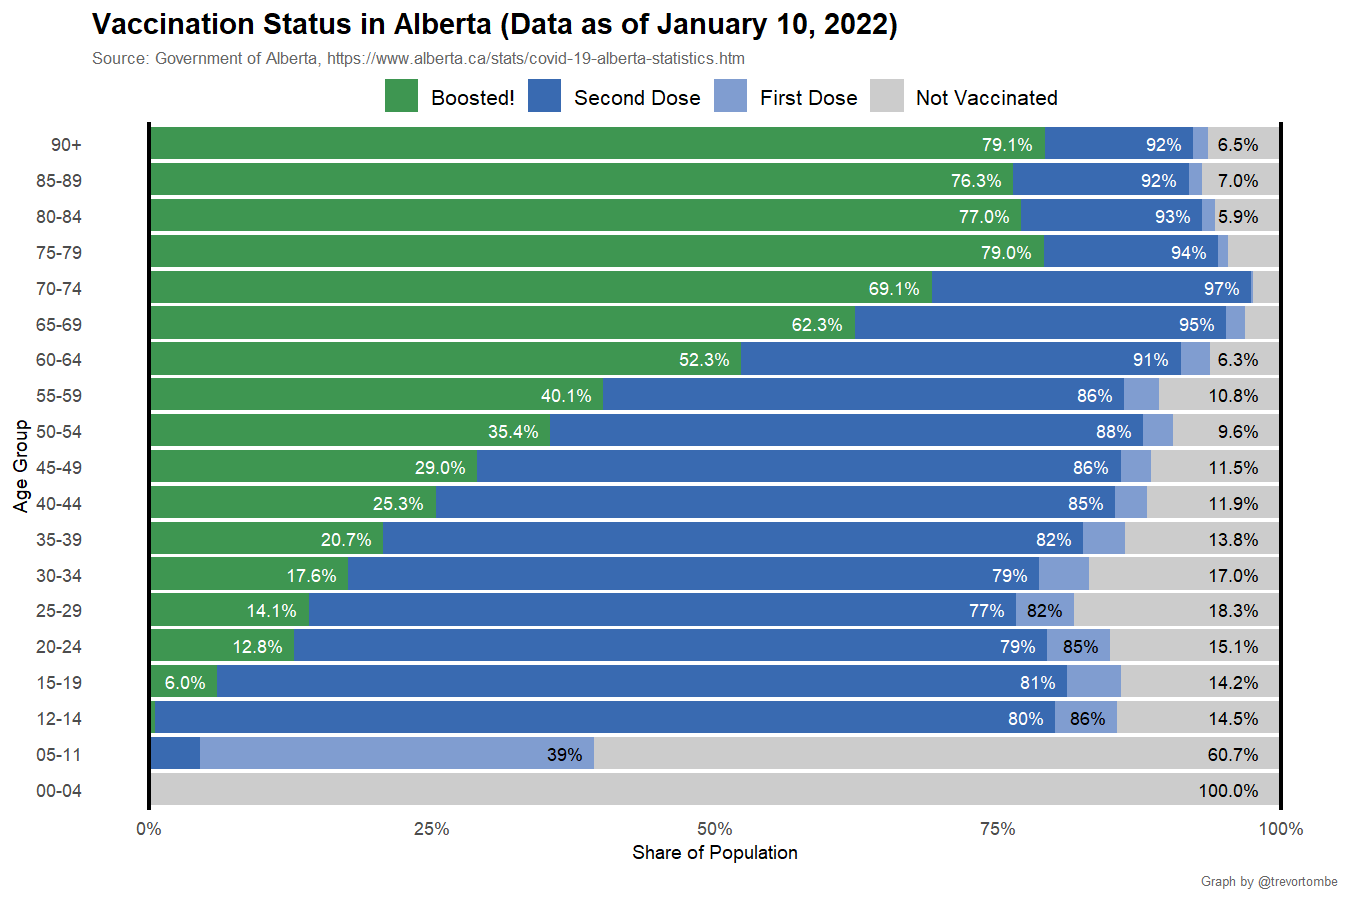 Vaccination Status in Alberta (Data as of January 10, 2022)
Source: Government of Alberta, https://www.alberta.ca/stats/covid-19-alberta-statistics.htm
Boosted! Second Dose First Dose Not Vaccinated
Age Group
90+ 79.1% 92% 6.5%
85-89 76.3% 92% 7.0%
80-84 77.0% 93% 5.9%
75-79 79.0% 94%
70-74 69.1% 97%
65-69 62.3% 95%
60-64 52.3% 91% 6.3%
55-59 40.1% 86% 10.8%
50-54 35.4% 88% 9.6%
45-49 29.0% 86% 11.5%
40-44 25.3% 85% 11.9%
35-39 20.7% 82% 13.8%
30-34 17.6% 79% 17.0%
25-29 14.1% 77% 82% 18.3%
20-24 12.8% 79% 85% 15.1%
15-19 6.0% 81% 14.2%
12-14 80% 86% 14.5%
05-11 39% 60.7%
00-04 100.0%
0% 25% 50% 75% 100%
Share of Population
Graph by @trevortombe